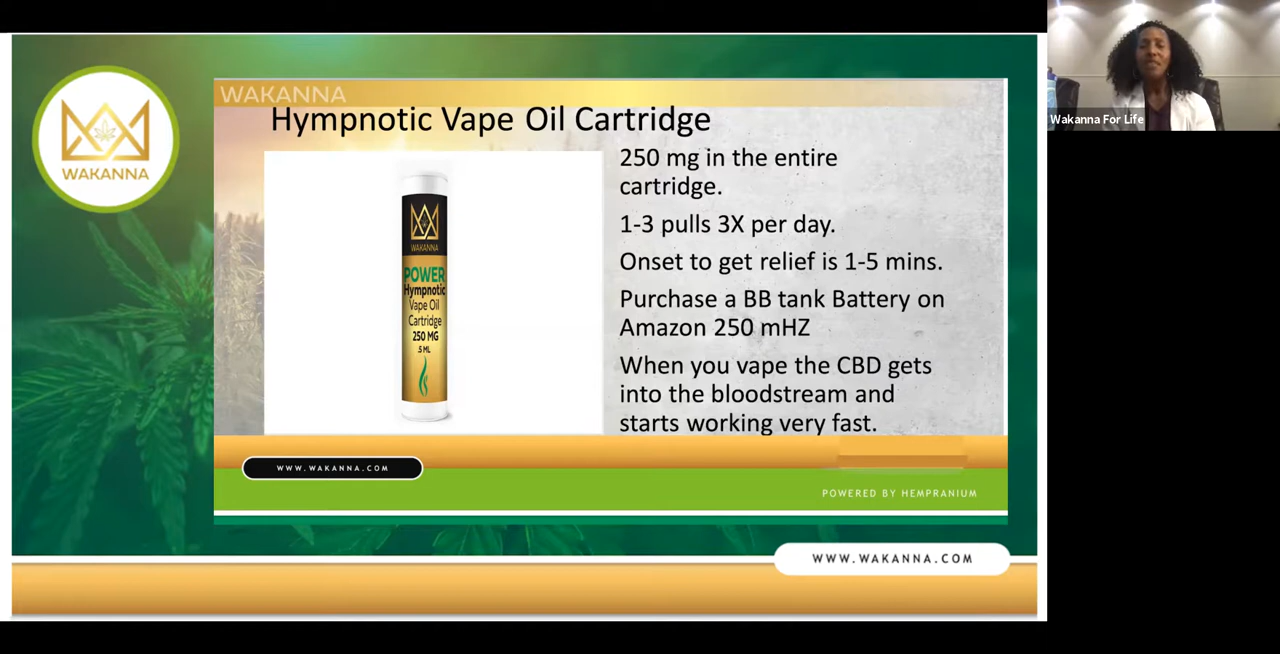 WAKANNA
Hympnotic Vape Oil Cartridge
WAKANNA
250 mg in the entire
cartridge.
1-3 pulls 3X per day.
Onset to get relief is 1-5 mins.
Purchase a BB tank Battery on
Amazon 250 mHZ
When you vape the CBD gets
into the bloodstream and
starts working very fast.
WAKANNA
POWER
Hympnotic
Vape Oil
Cartridge
250 MG
.5 ML
WWW.WAKANNA.COM
POWERED BY HEMPRANIUM
WWW.WAKANNA.COM
Wakanna For Life